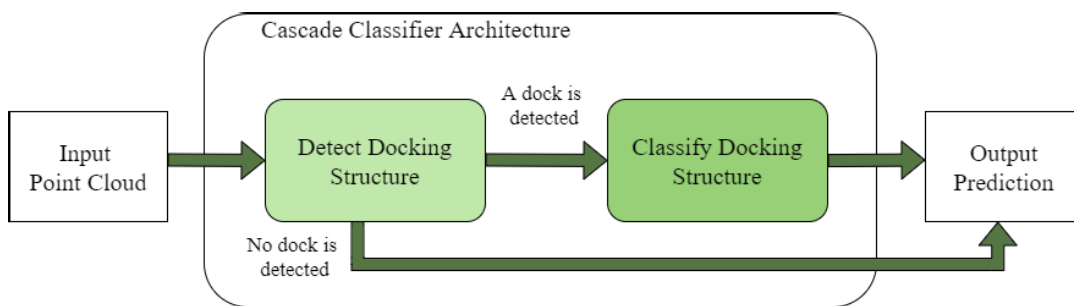 Cascade Classifier Architecture
Input
Point Cloud
Detect Docking
Structure
A dock is
detected
Classify Docking
Structure
Output
Prediction
No dock is
detected